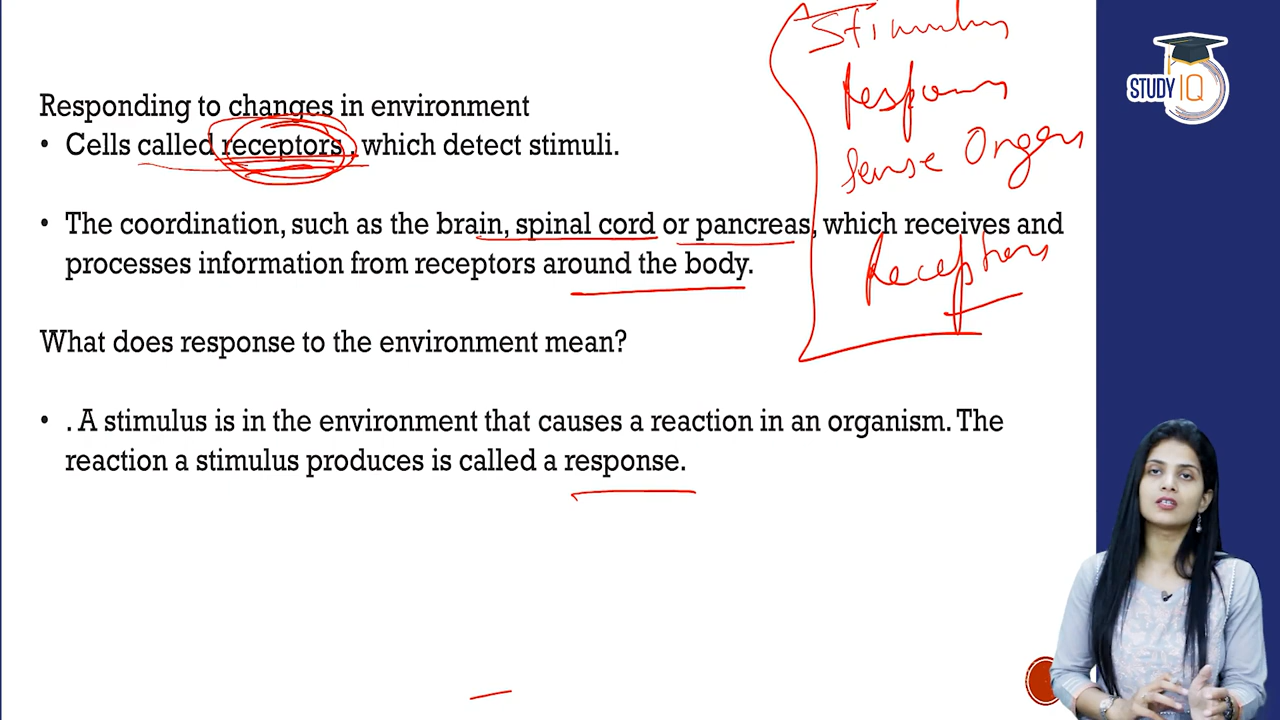 Stimulus
Respons
Sense Organs
Receptors
STUDY IQ
Responding to changes in environment
• Cells called receptors , which detect stimuli.
• The coordination, such as the brain, spinal cord or pancreas, which receives and
processes information from receptors around the body.
What does response to the environment mean?
• . A stimulus is in the environment that causes a reaction in an organism. The
reaction a stimulus produces is called a response.